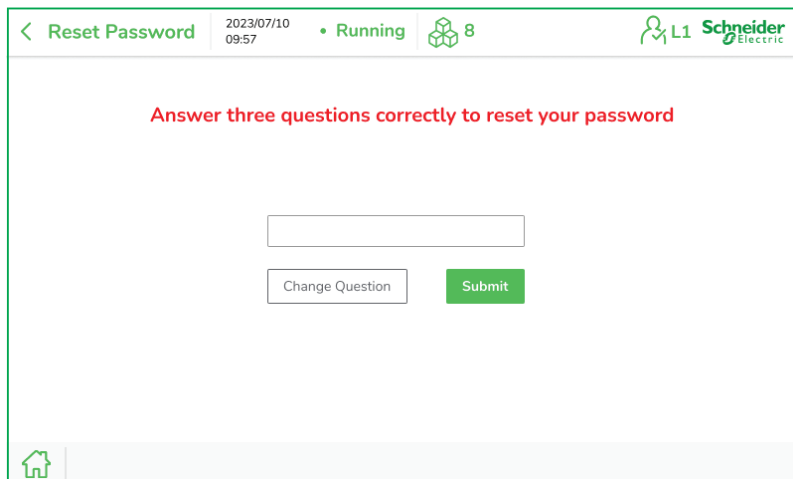 Reset Password
2023/07/10
09:57
• Running
8
L1
Schneider
Electric
Answer three questions correctly to reset your password
Change Question
Submit